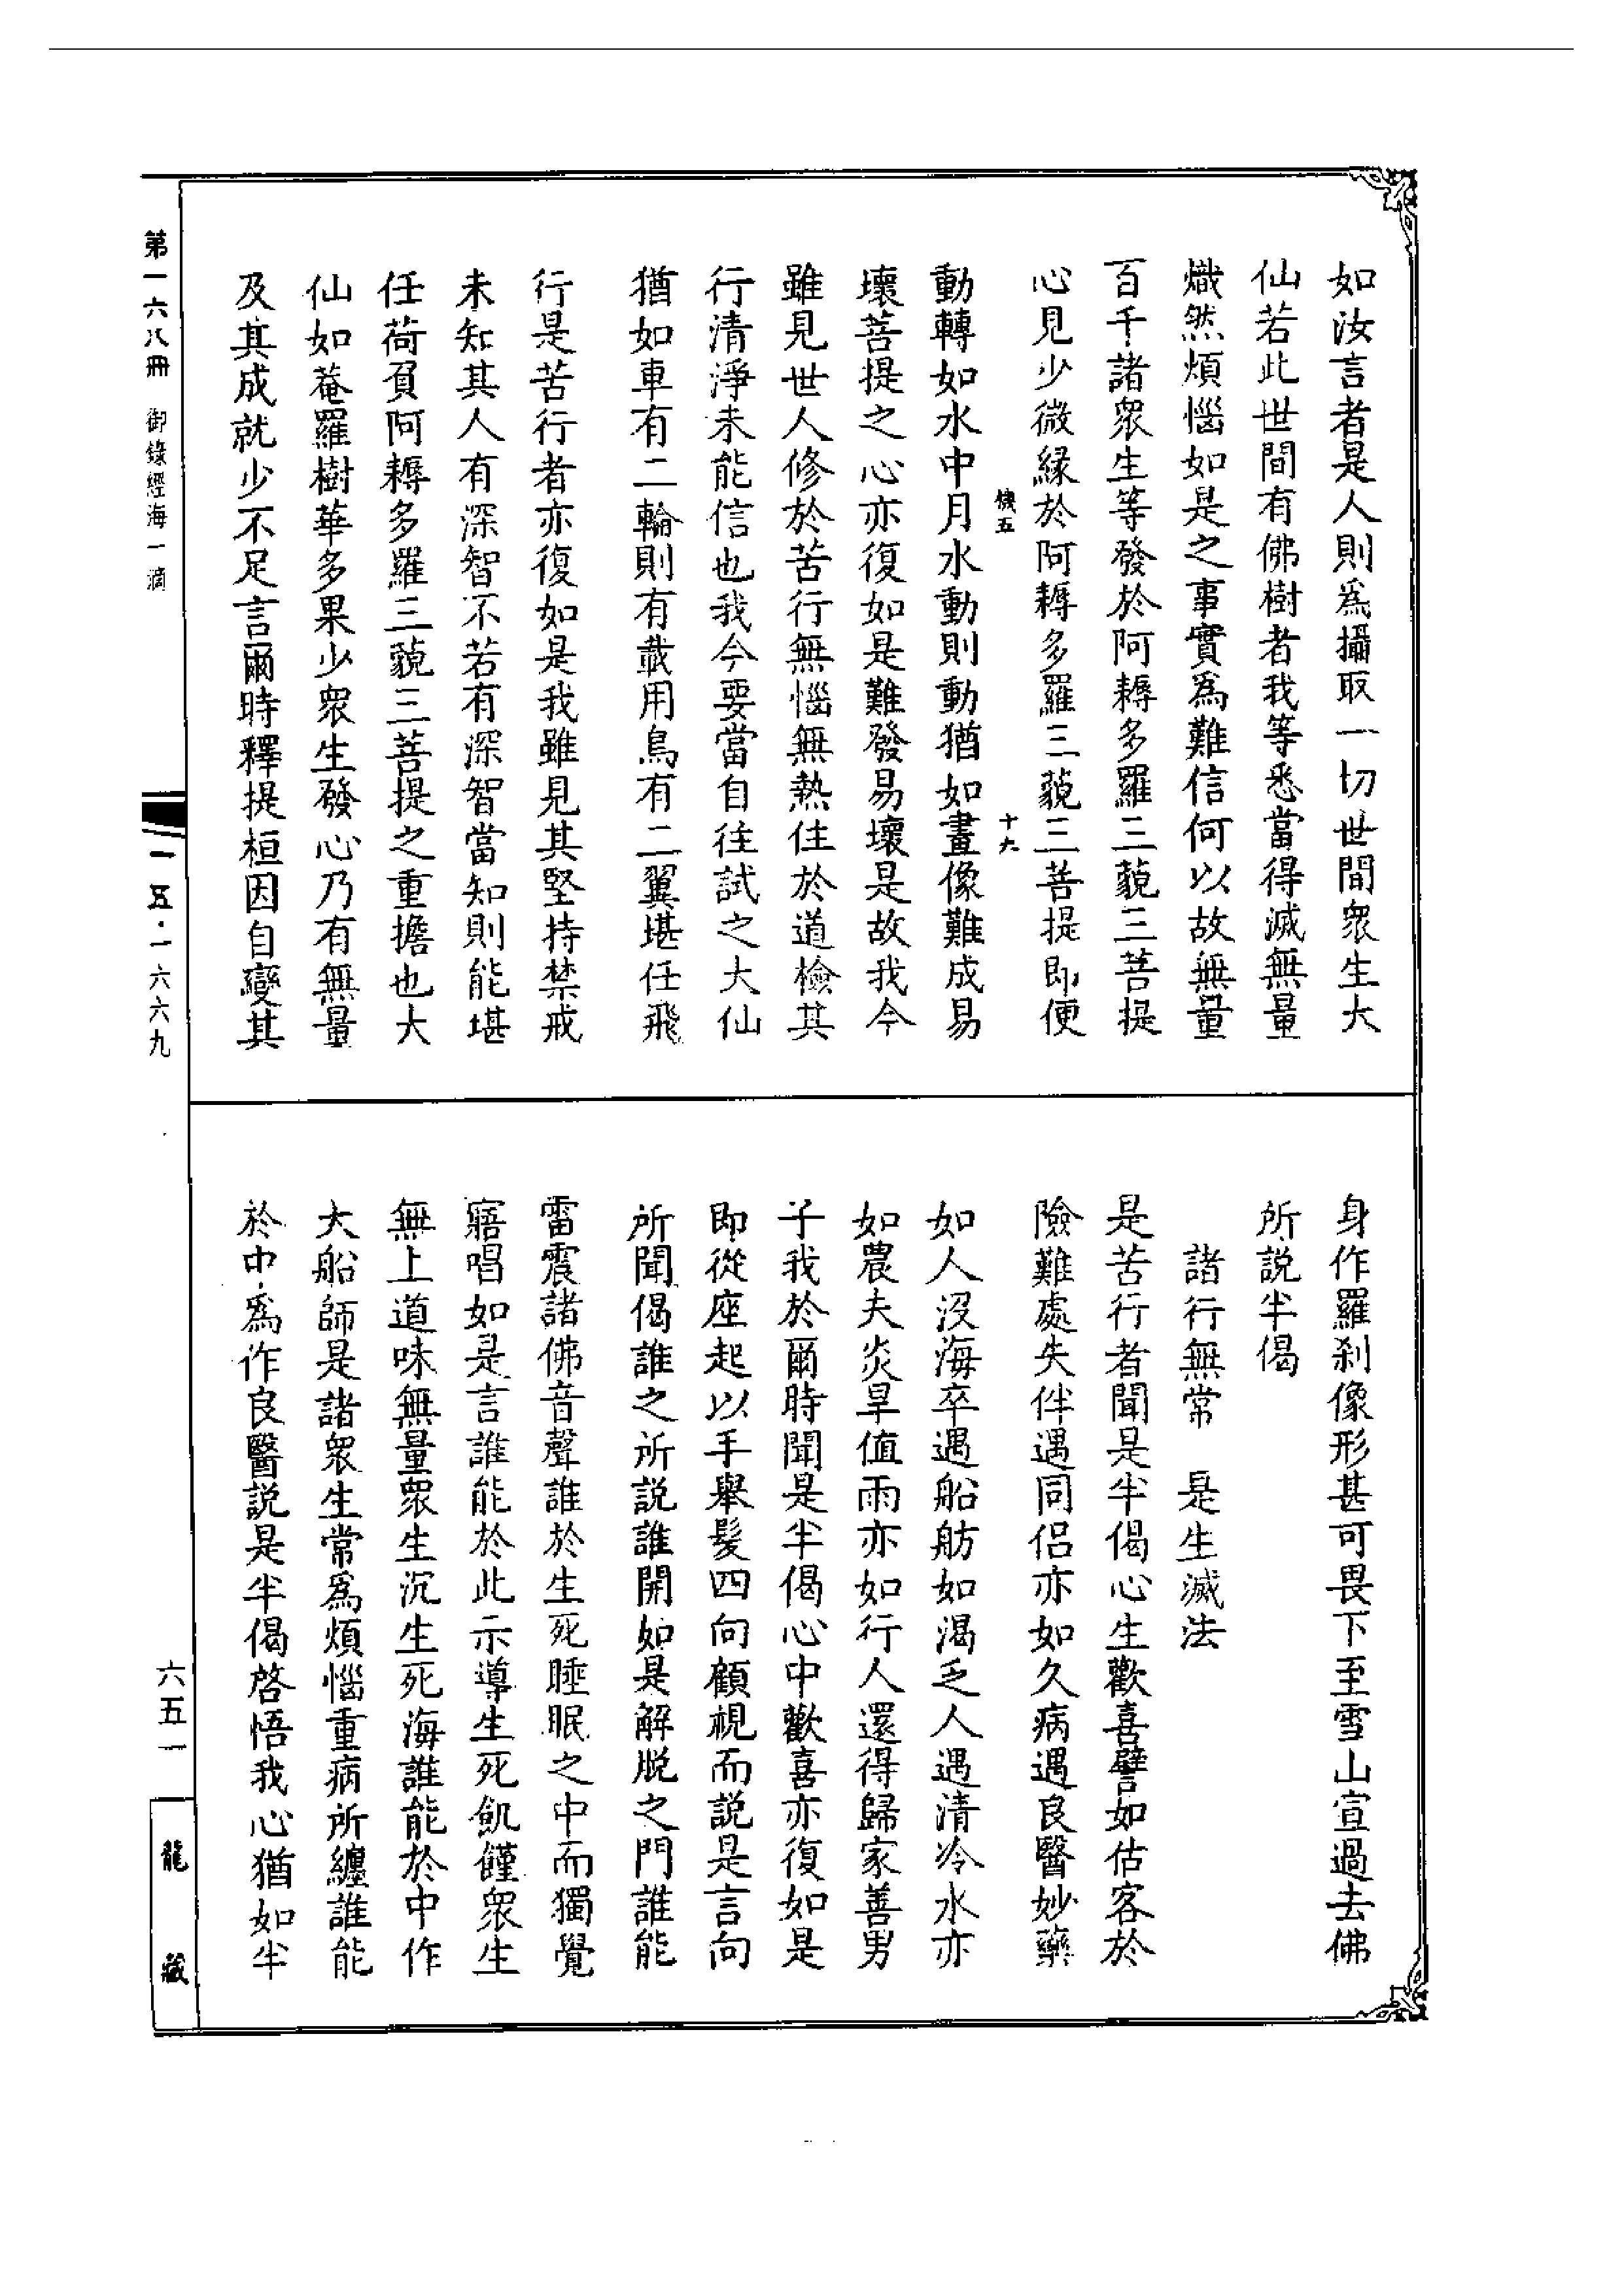 如汝言者是人則爲攝取一切世間衆生大
仙若此世間有佛樹者我等悉當得滅無量
熾然煩惱如是之事實爲難信何以故無量
百千諸衆生等發於阿耨多羅三藐三菩提
心見少微緣於阿耨多羅三藐三菩提即便
機五
十六
動轉如水中月水動則動猶如畫像難成易
壞菩提之心亦復如是難發易壞是故我今
雖見世人修於苦行無惱無熱住於道檢其
行清淨未能信也我今要當自往試之大仙
猶如車有二輪則有載用鳥有二翼堪任飛
行是苦行者亦復如是我雖見其堅持禁戒
未知其人有深智不若有深智當知則能堪
任荷負阿耨多羅三藐三菩提之重擔也大
仙如菴羅樹華多果少衆生發心乃有無量
及其成就少不足言爾時釋提桓因自變其
身作羅刹像形甚可畏下至雪山宣過去佛
所説半偈
諸行無常　是生滅法
是苦行者聞是半偈心生歡喜譬如估客於
險難處失伴遇同侶亦如久病遇良醫妙藥
如人沒海卒遇船舫如渴乏人遇清冷水亦
如農夫炎旱值雨亦如行人還得歸家善男
子我於爾時聞是半偈心中歡喜亦復如是
即從座起以手舉髮四向顧視而説是言向
所聞偈誰之所説誰開如是解脱之門誰能
雷震諸佛音聲誰於生死睡眠之中而獨覺
寤唱如是言誰能於此示導生死飢饉衆生
無上道味無量衆生沉生死海誰能於中作
大船師是諸衆生常爲煩惱重病所纏誰能
於中爲作良醫説是半偈啓悟我心猶如半
第一六八冊　御錄經海一滴
一五·一六六九
六五一
龍藏